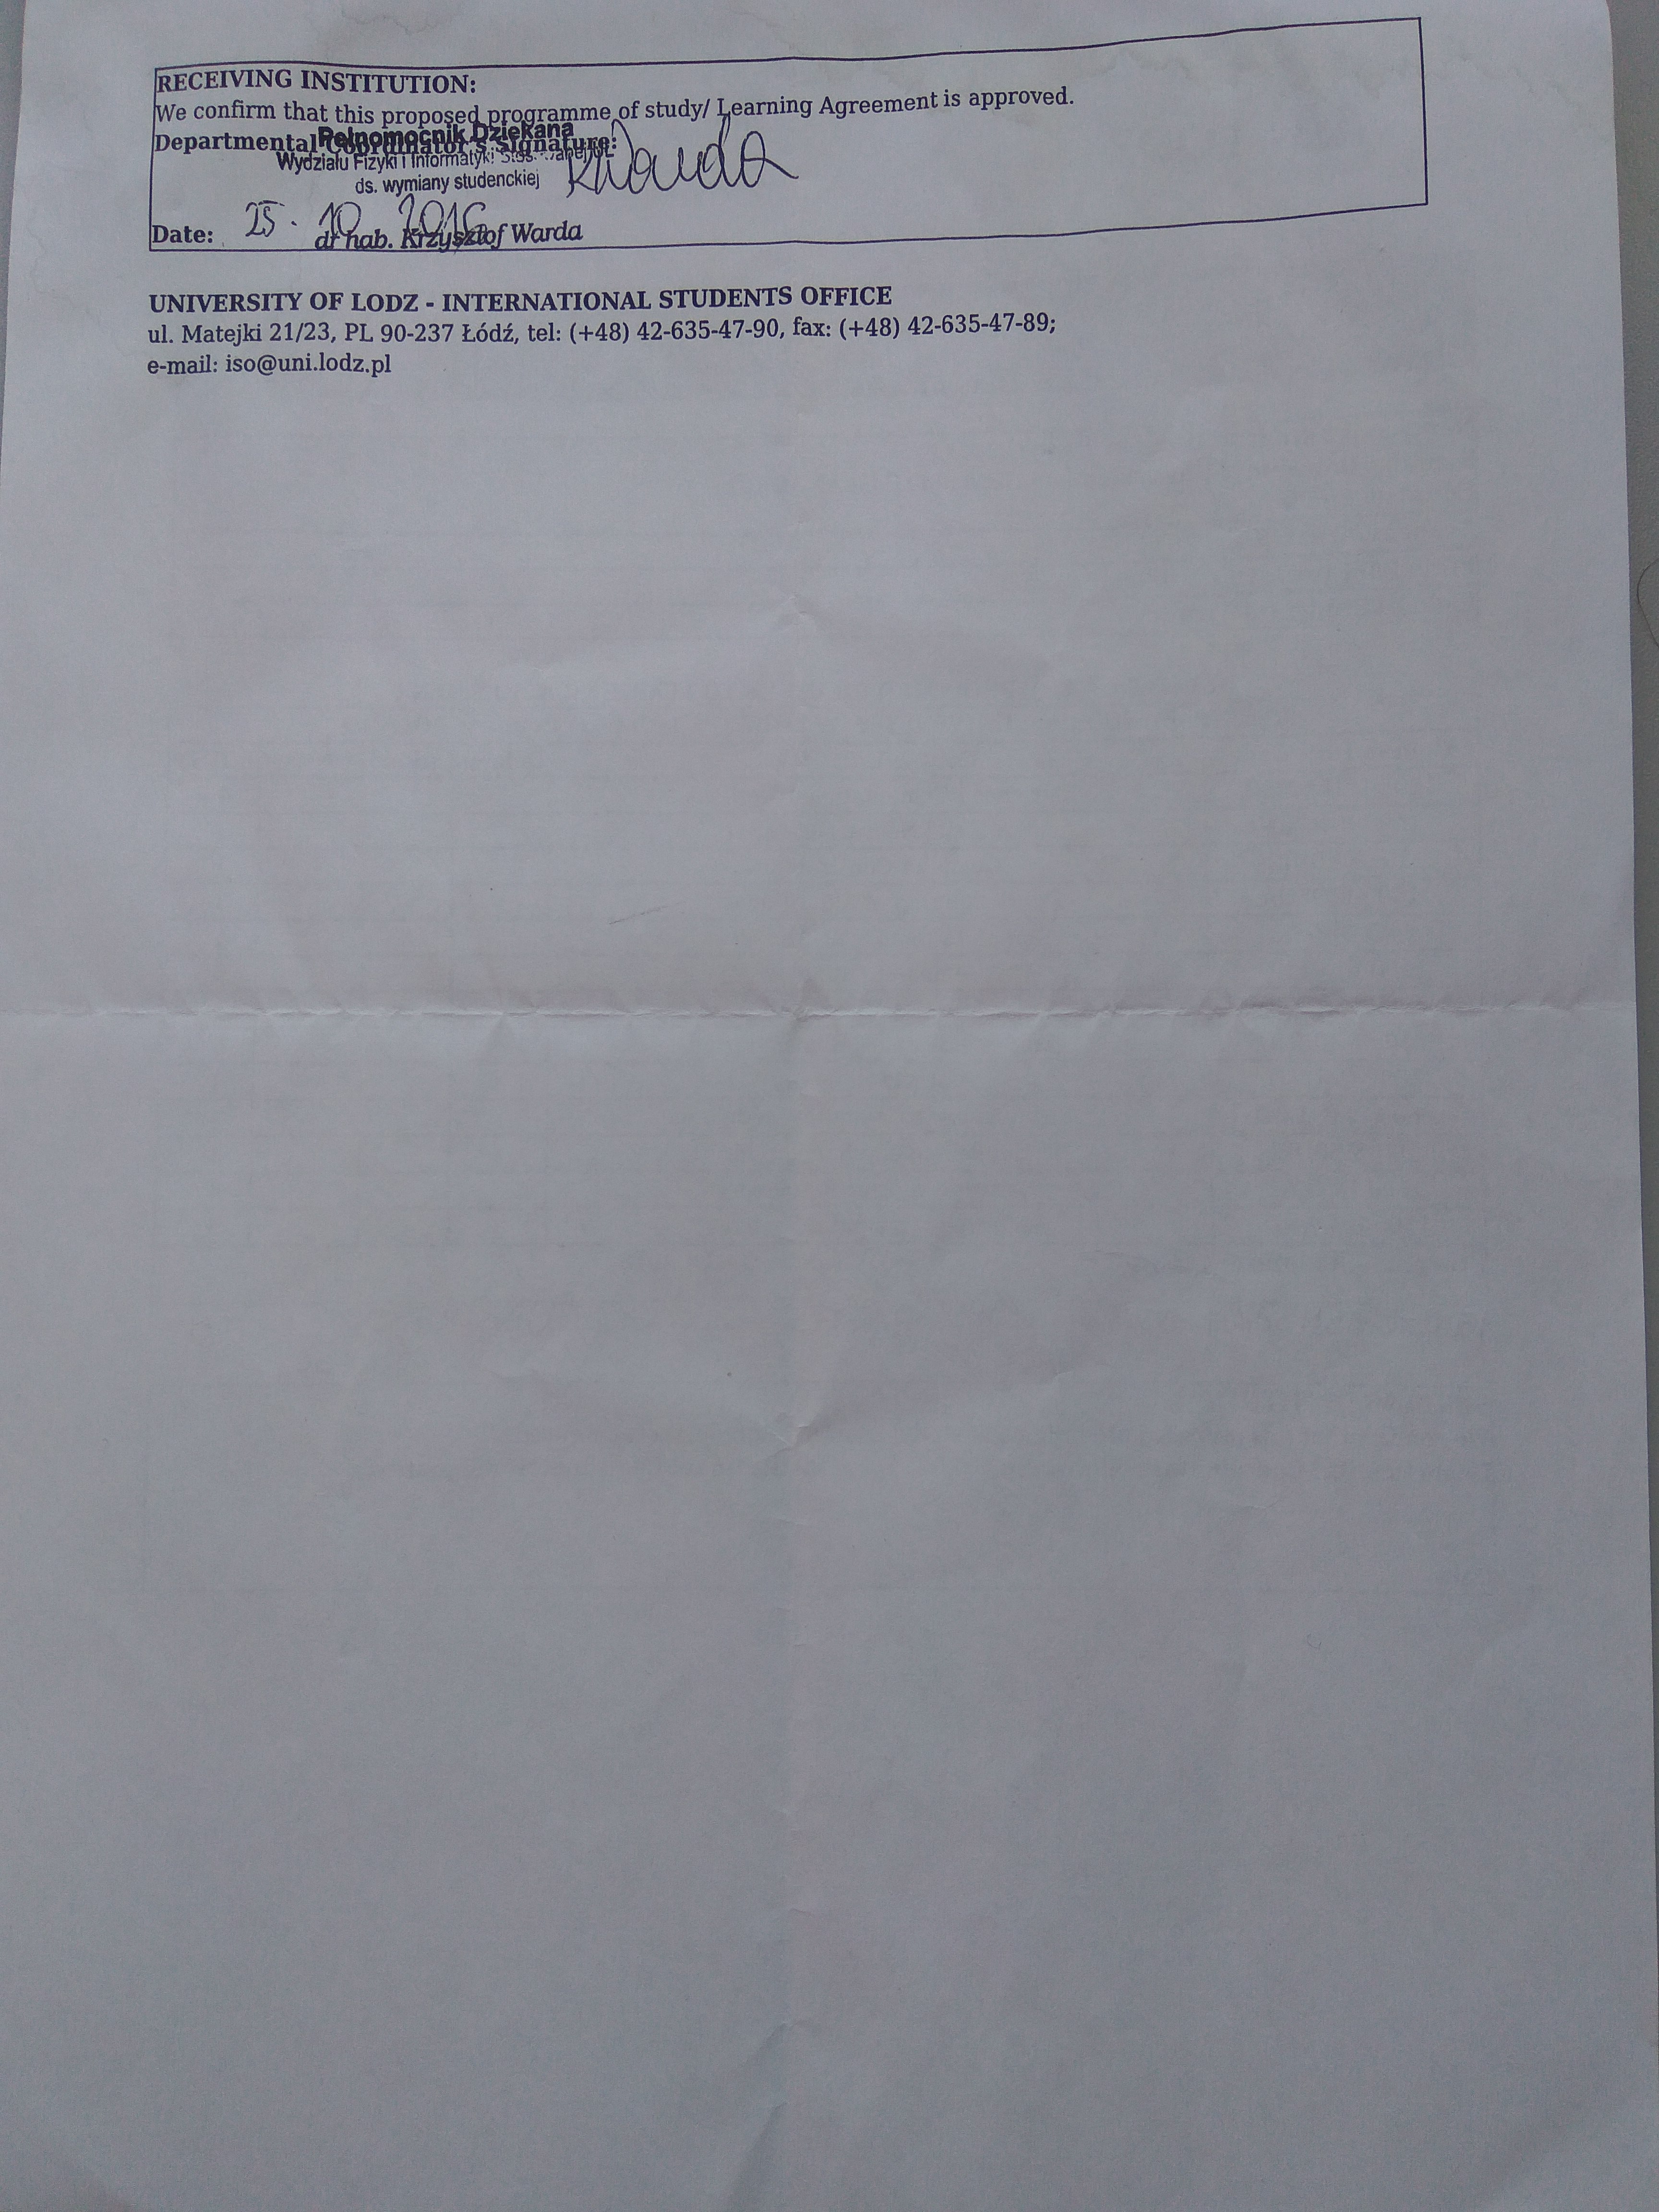 RECEIVING INSTITUTION:
We confirm that this proposed programme of study/ Learning Agreement is approved.
Departmental Coordinator's Signature:
Pełnomocnik Dziekana
Wydziału Fizyki i Informatyki
ds. wymiany studenckiej
KWarda
Date: 25. 10 2016
dr hab. Krzysztof Warda
UNIVERSITY OF LODZ - INTERNATIONAL STUDENTS OFFICE
ul. Matejki 21/23, PL 90-237 Łódź, tel: (+48) 42-635-47-90, fax: (+48) 42-635-47-89;
e-mail: iso@uni.lodz.pl